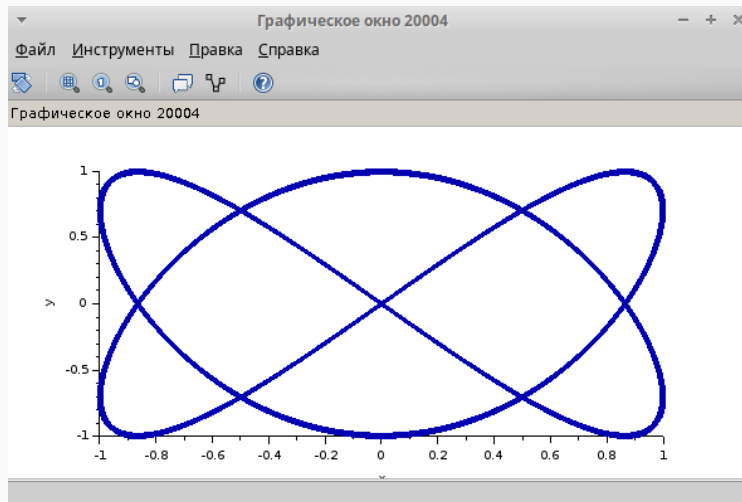 Графическое окно 20004
Файл Инструменты Правка Справка
Графическое окно 20004
1
0.5
y
0
-0.5
-1
-1 -0.8 -0.6 -0.4 -0.2 0 0.2 0.4 0.6 0.8 1